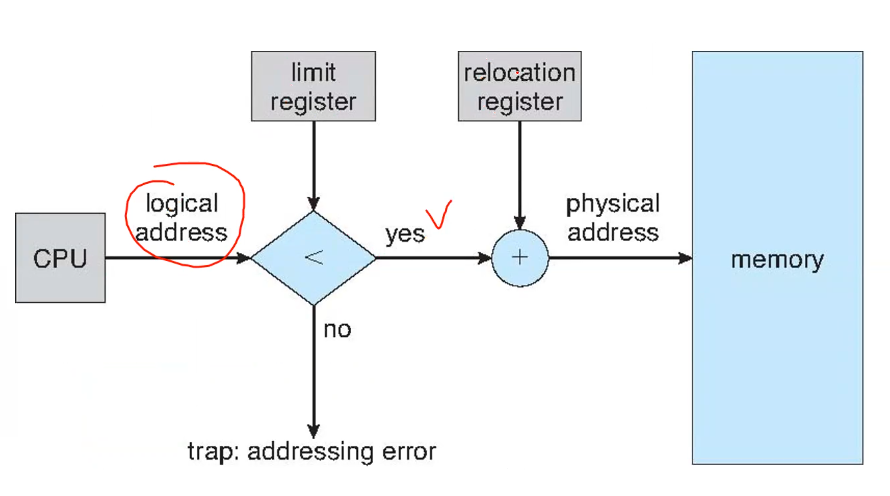 limit
register
relocation
register
logical
address
yes
physical
address
CPU
<
+
memory
no
trap: addressing error